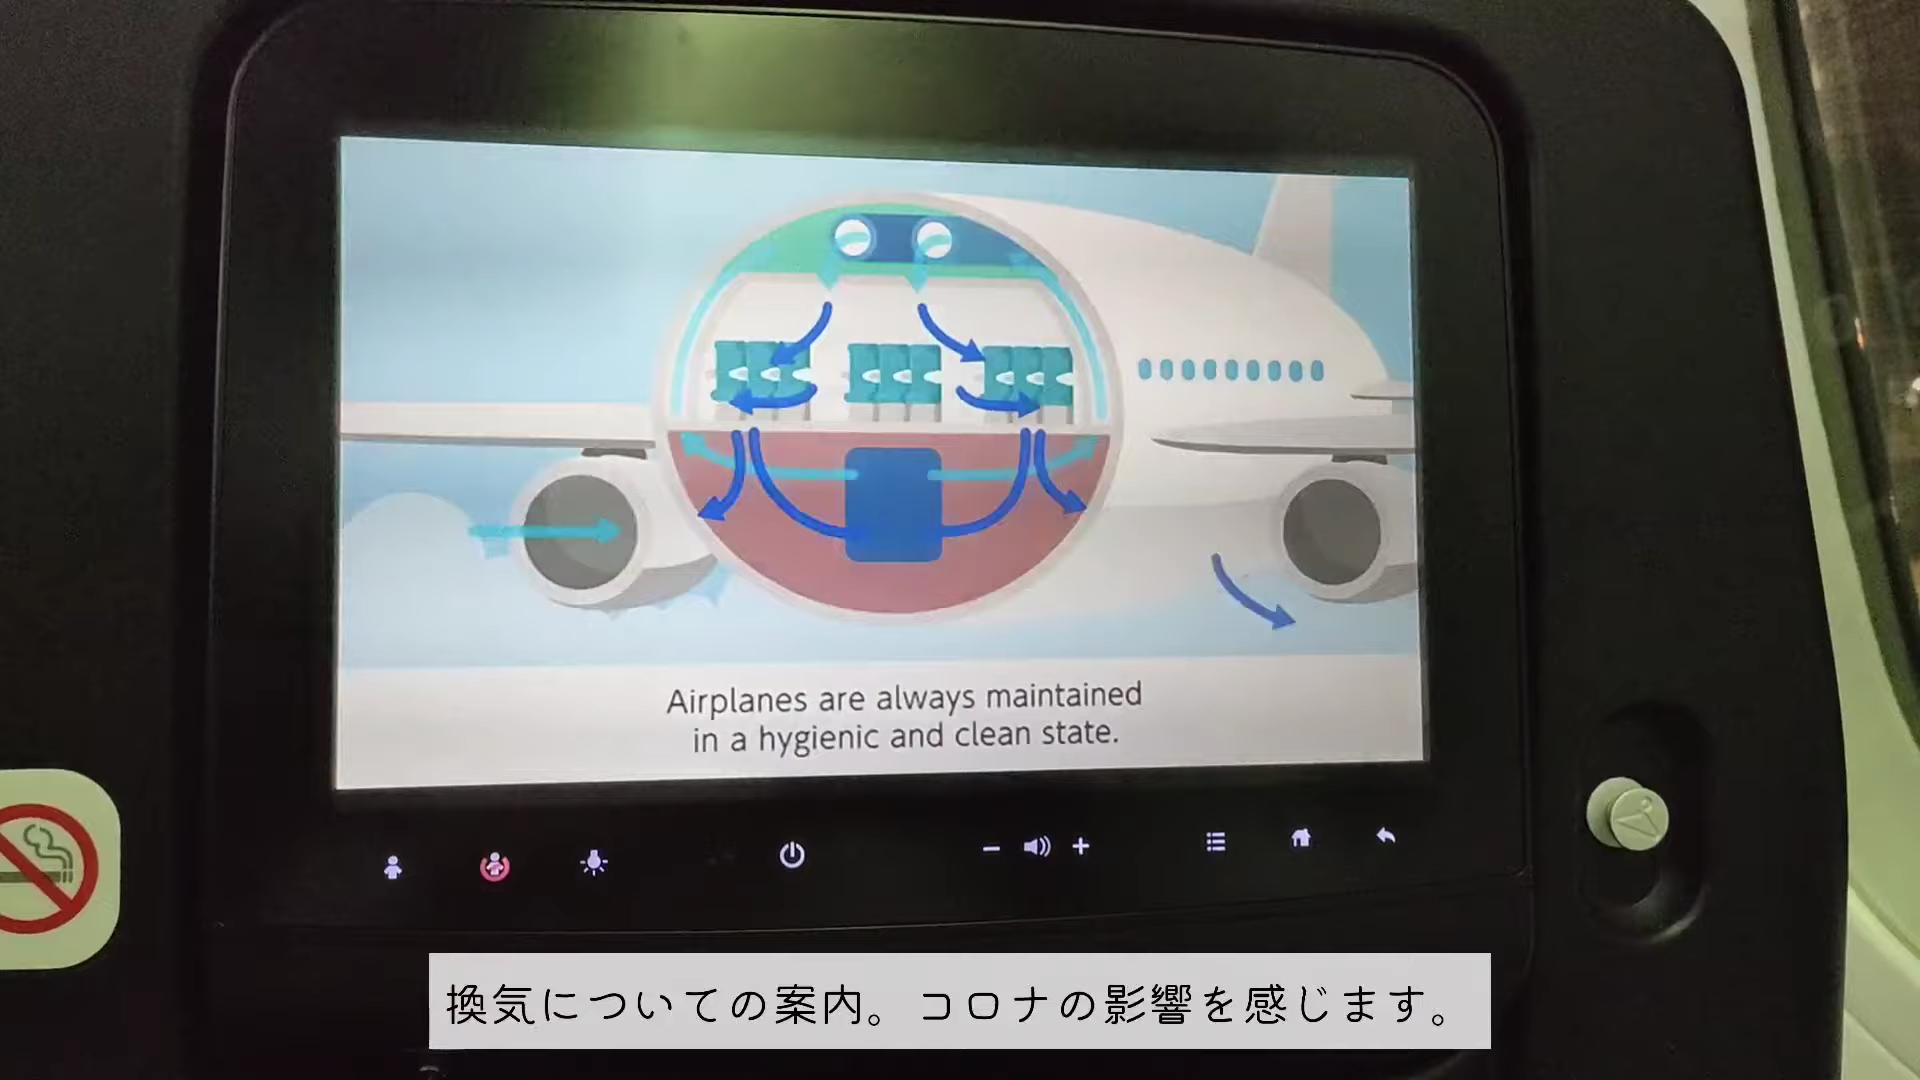 Airplanes are always maintained
in a hygienic and clean state.
換気についての案内。コロナの影響を感じます。